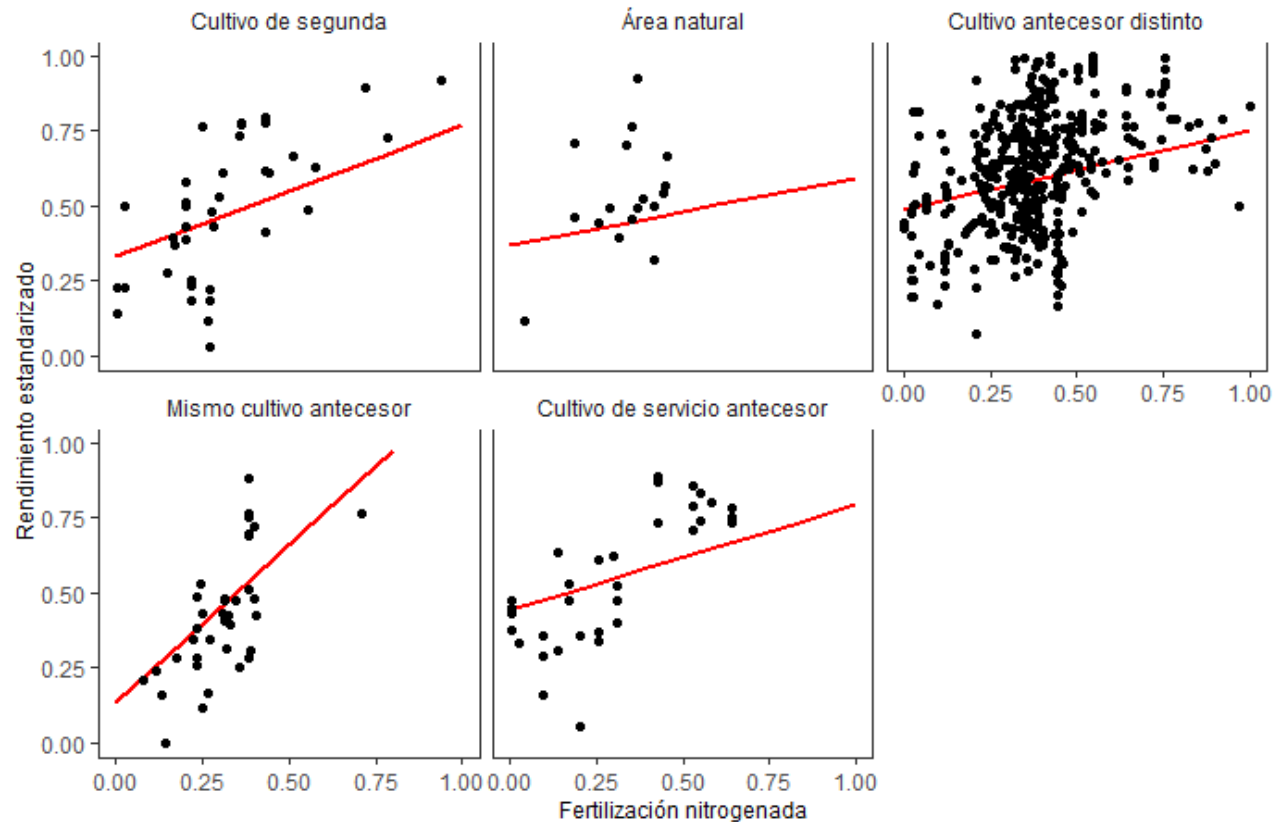 Cultivo de segunda
Área natural
Cultivo antecesor distinto
1.00
0.75
0.50
0.25
0.00
0.00 0.25 0.50 0.75 1.00
Mismo cultivo antecesor
Cultivo de servicio antecesor
1.00
0.75
0.50
0.25
0.00
0.00 0.25 0.50 0.75 1.00
0.00 0.25 0.50 0.75 1.00
Rendimiento estandarizado
Fertilización nitrogenada